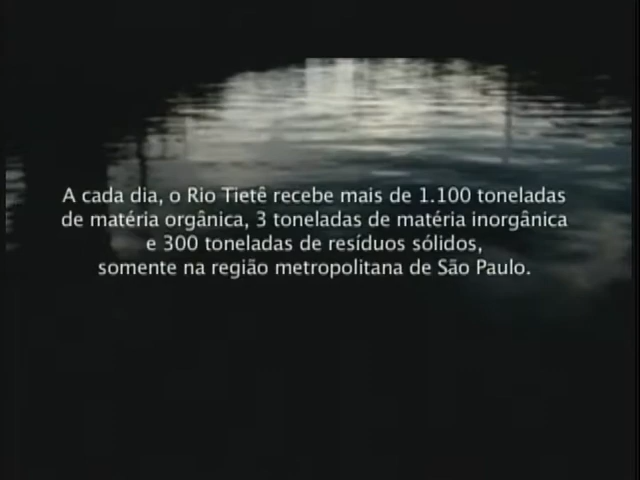 A cada dia, o Rio Tietê recebe mais de 1.100 toneladas
de matéria orgânica, 3 toneladas de matéria inorgânica
e 300 toneladas de resíduos sólidos,
somente na região metropolitana de São Paulo.